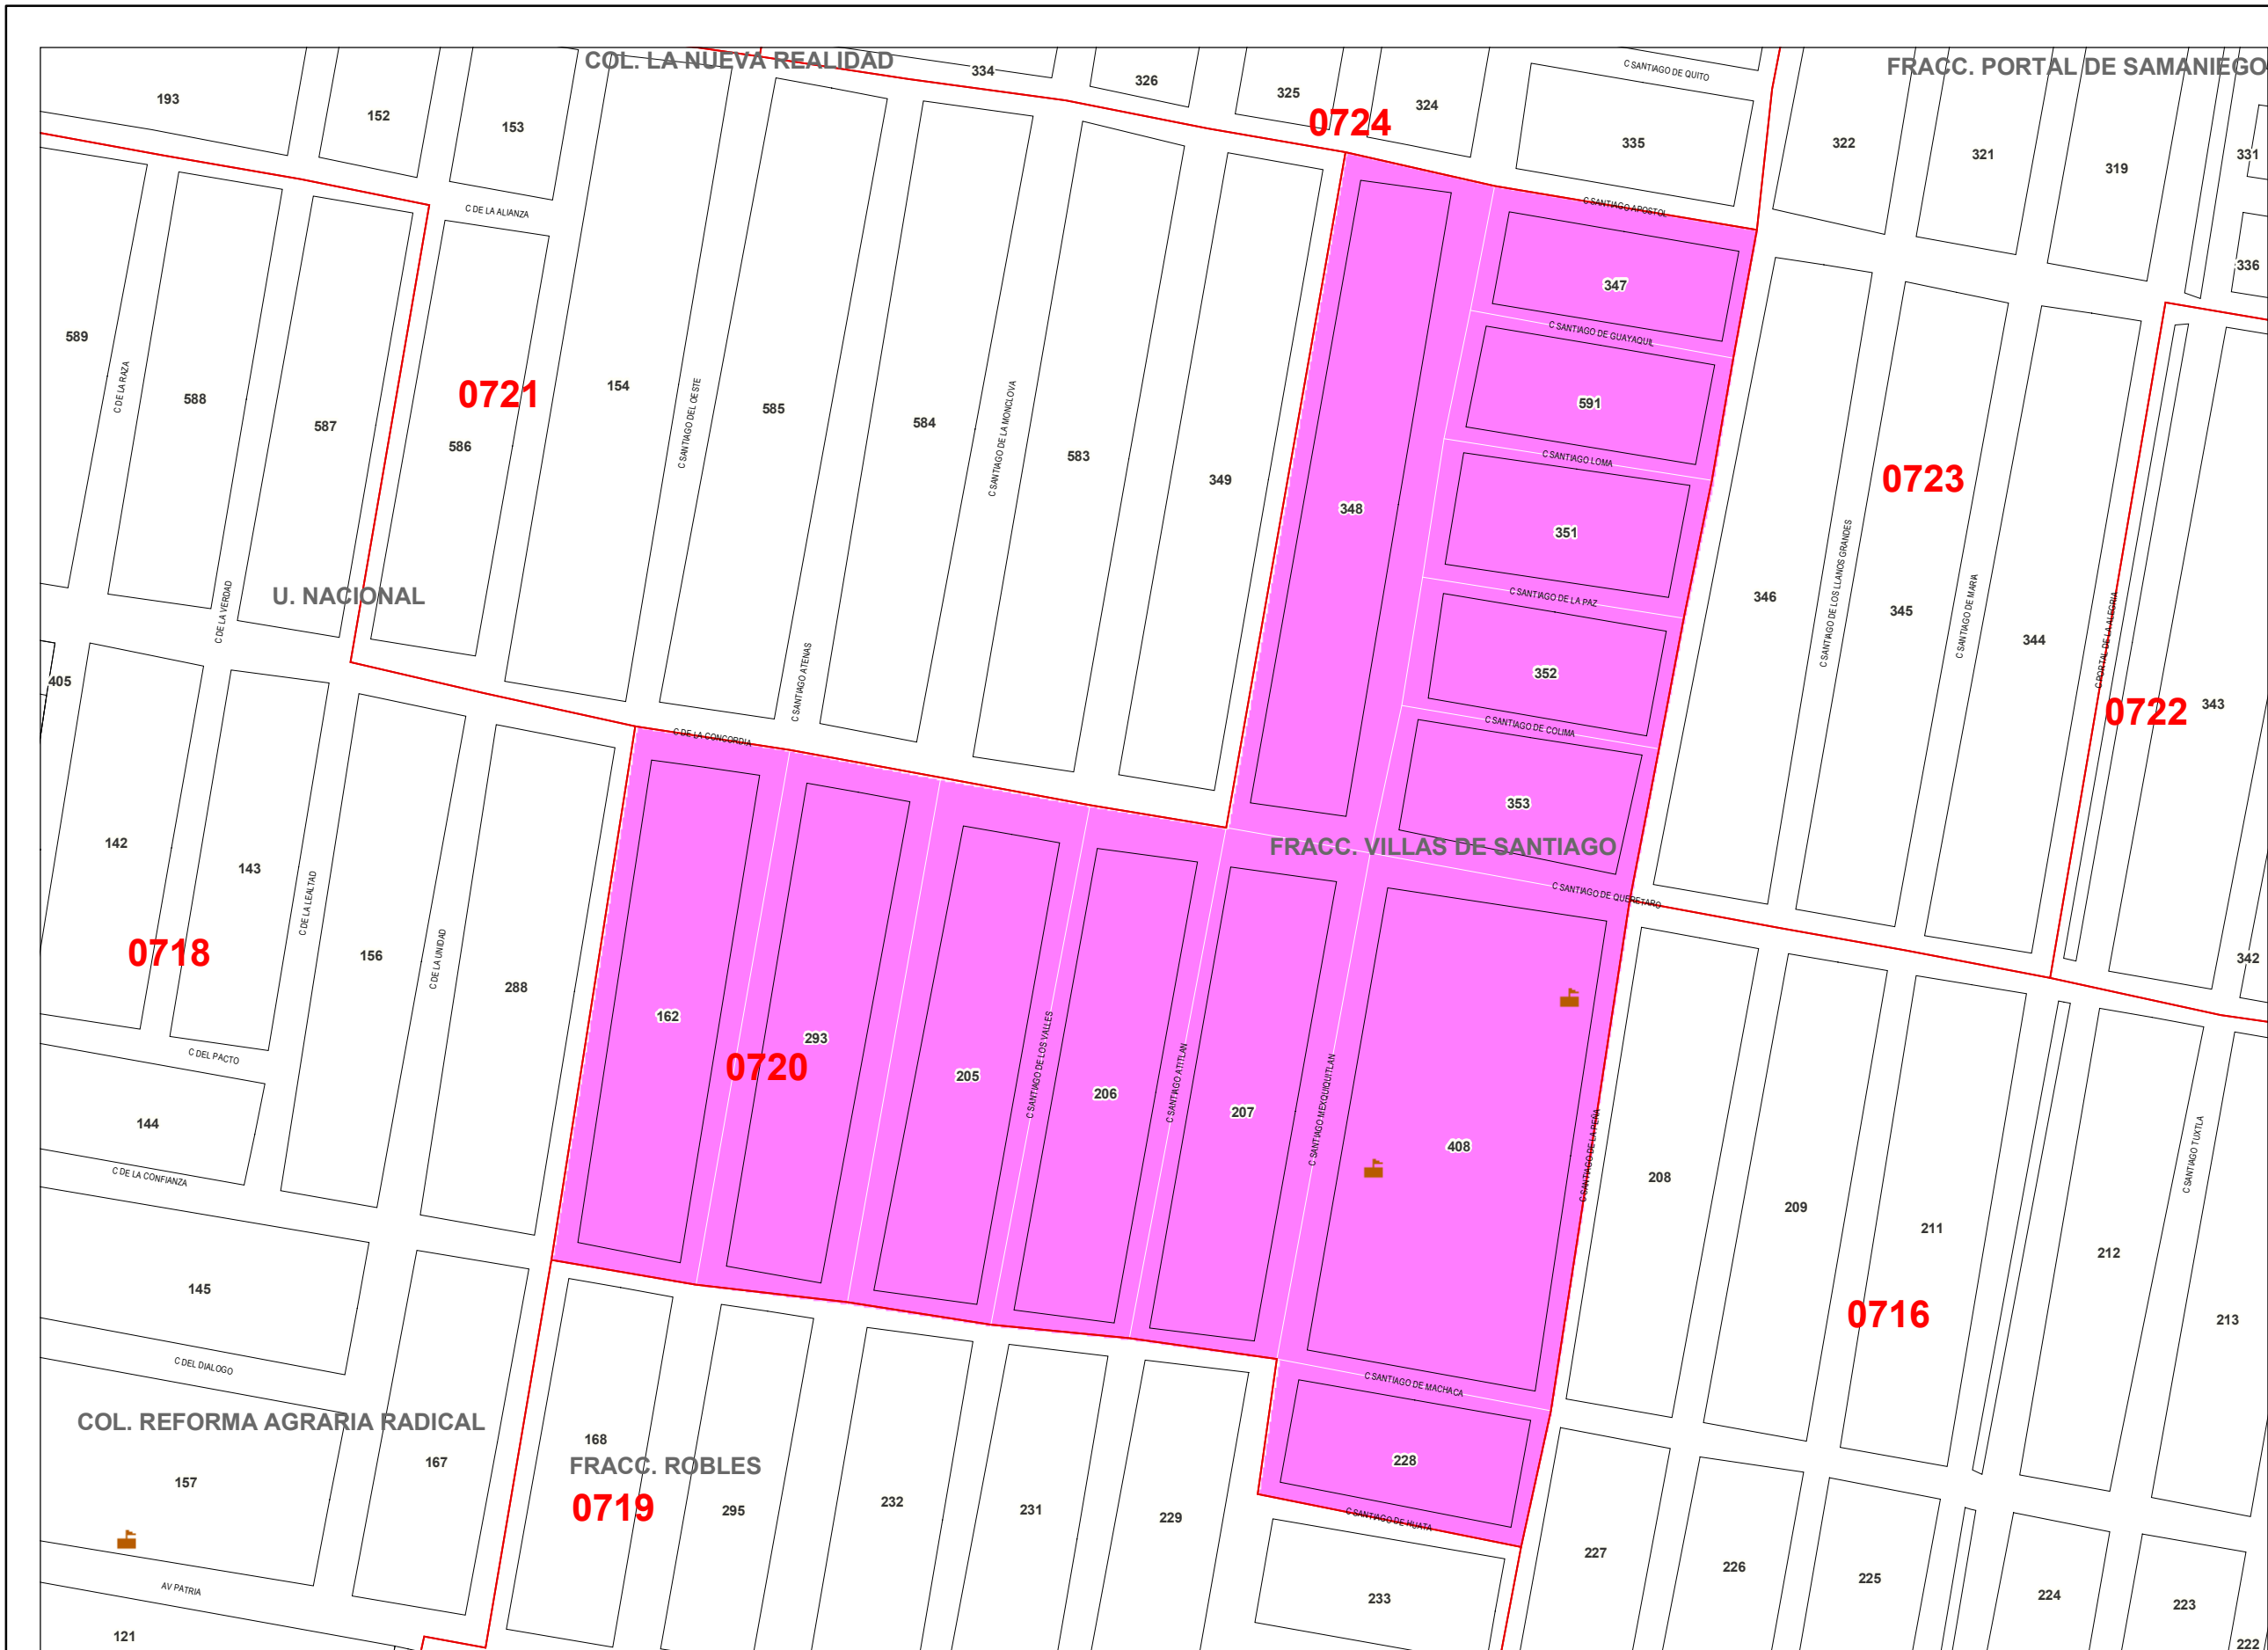 COL. LA NUEVA REALIDAD
FRACC. PORTAL DE SAMANIEGO
334
326
325
324
C SANTIAGO DE QUITO
193
152
153
0724
335
322
321
319
331
C DE LA ALIANZA
C SANTIAGO APOSTOL
336
347
589
C DE LA RAZA
588
587
0721
586
154
C SANTIAGO DEL OESTE
585
584
C SANTIAGO DE LA MONCLOVA
583
349
348
C SANTIAGO DE GUAYAQUIL
591
C SANTIAGO LOMA
351
0723
C SANTIAGO DE LA PAZ
346
C SANTIAGO DE LOS LLANOS GRANDES
345
C SANTIAGO DE MARIA
344
C PORTAL DE LA ALEGRIA
0722
343
U. NACIONAL
C DE LA VERDAD
405
C SANTIAGO ATENAS
352
C DE LA CONCORDIA
C SANTIAGO DE COLIMA
353
FRACC. VILLAS DE SANTIAGO
C SANTIAGO DE QUERETARO
142
143
C DE LA LEALTAD
0718
156
C DE LA UNIDAD
288
342
162
293
0720
205
C SANTIAGO DE LOS VALLES
206
C SANTIAGO ATITLAN
207
C SANTIAGO MEXQUIQUITLAN
408
C SANTIAGO DE LA PEÑA
208
209
211
212
C SANTIAGO TUXTLA
213
0716
C DEL PACTO
144
C DE LA CONFIANZA
145
C DEL DIALOGO
C SANTIAGO DE MACHACA
COL. REFORMA AGRARIA RADICAL
167
168
FRACC. ROBLES
0719
157
295
232
231
229
228
C SANTIAGO DE HUATA
227
226
225
224
223
222
233
AV PATRIA
121